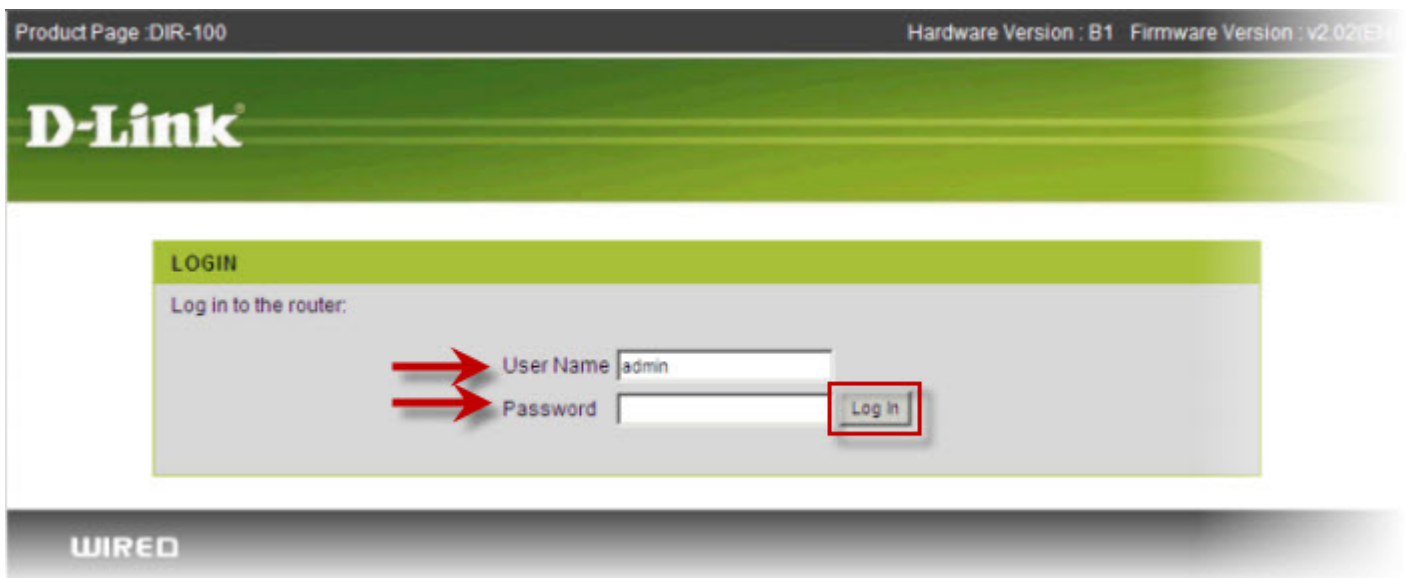 Product Page :DIR-100 Hardware Version : B1 Firmware Version : v2.02(EN
D-Link®
LOGIN
Log in to the router:
User Name admin
Password Log In
WIRED